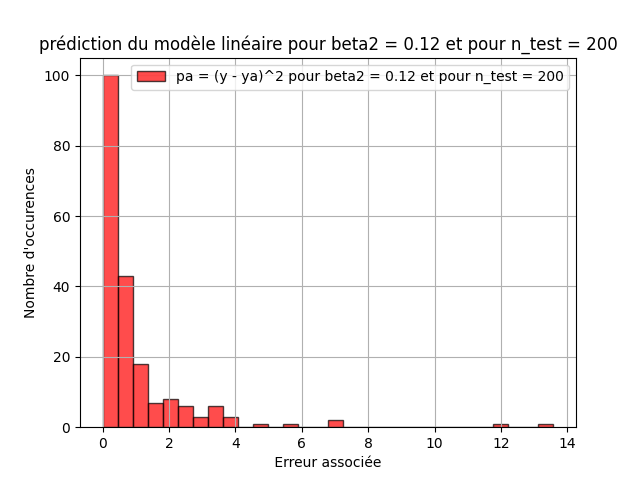 prédiction du modèle linéaire pour beta2 = 0.12 et pour n_test = 200
pa = (y - ya)^2 pour beta2 = 0.12 et pour n_test = 200
Nombre d'occurences
100
80
60
40
20
0
0 2 4 6 8 10 12 14
Erreur associée